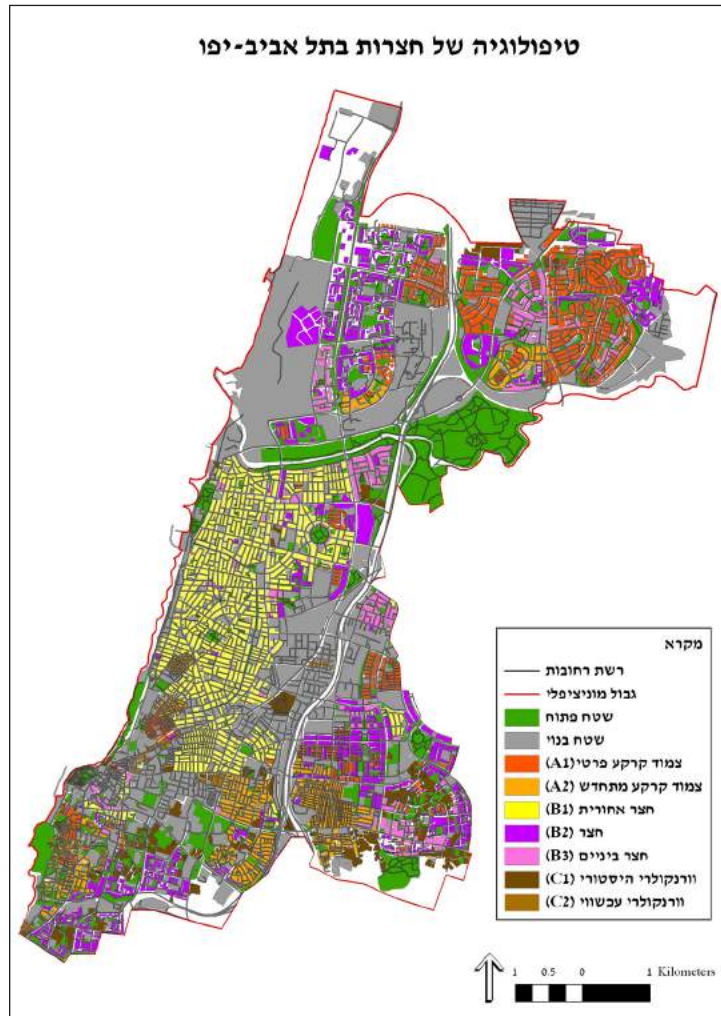 טיפולוגיה של חצרות בתל אביב-יפו
מקרא
רשת רחובות
גבול מוניציפלי
שטח פתוח
שטח בנוי
צמוד קרקע פרטי (A1)
צמוד קרקע מתחדש (A2)
חצר אחורית (B1)
חצר (B2)
חצר ביניים (B3)
וורנקולרי היסטורי (C1)
וורנקולרי עכשווי (C2)
1 0.5 0 1 Kilometers